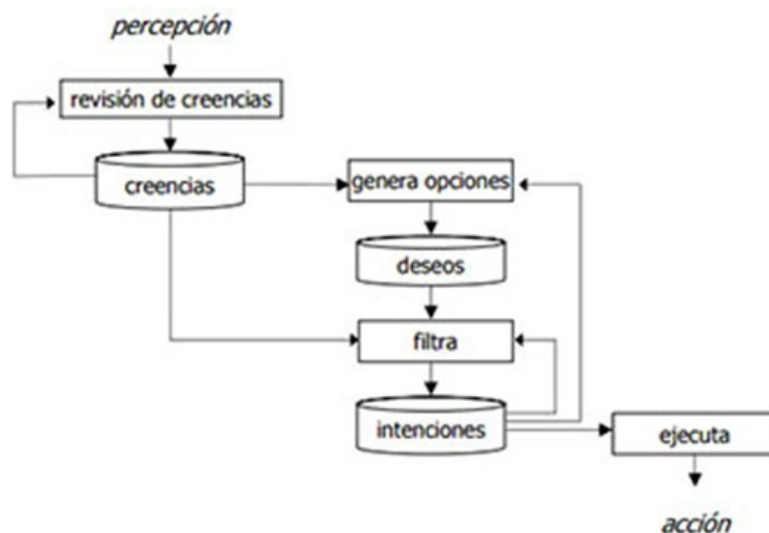 percepción
revisión de creencias
creencias
genera opciones
deseos
filtra
intenciones
ejecuta
acción